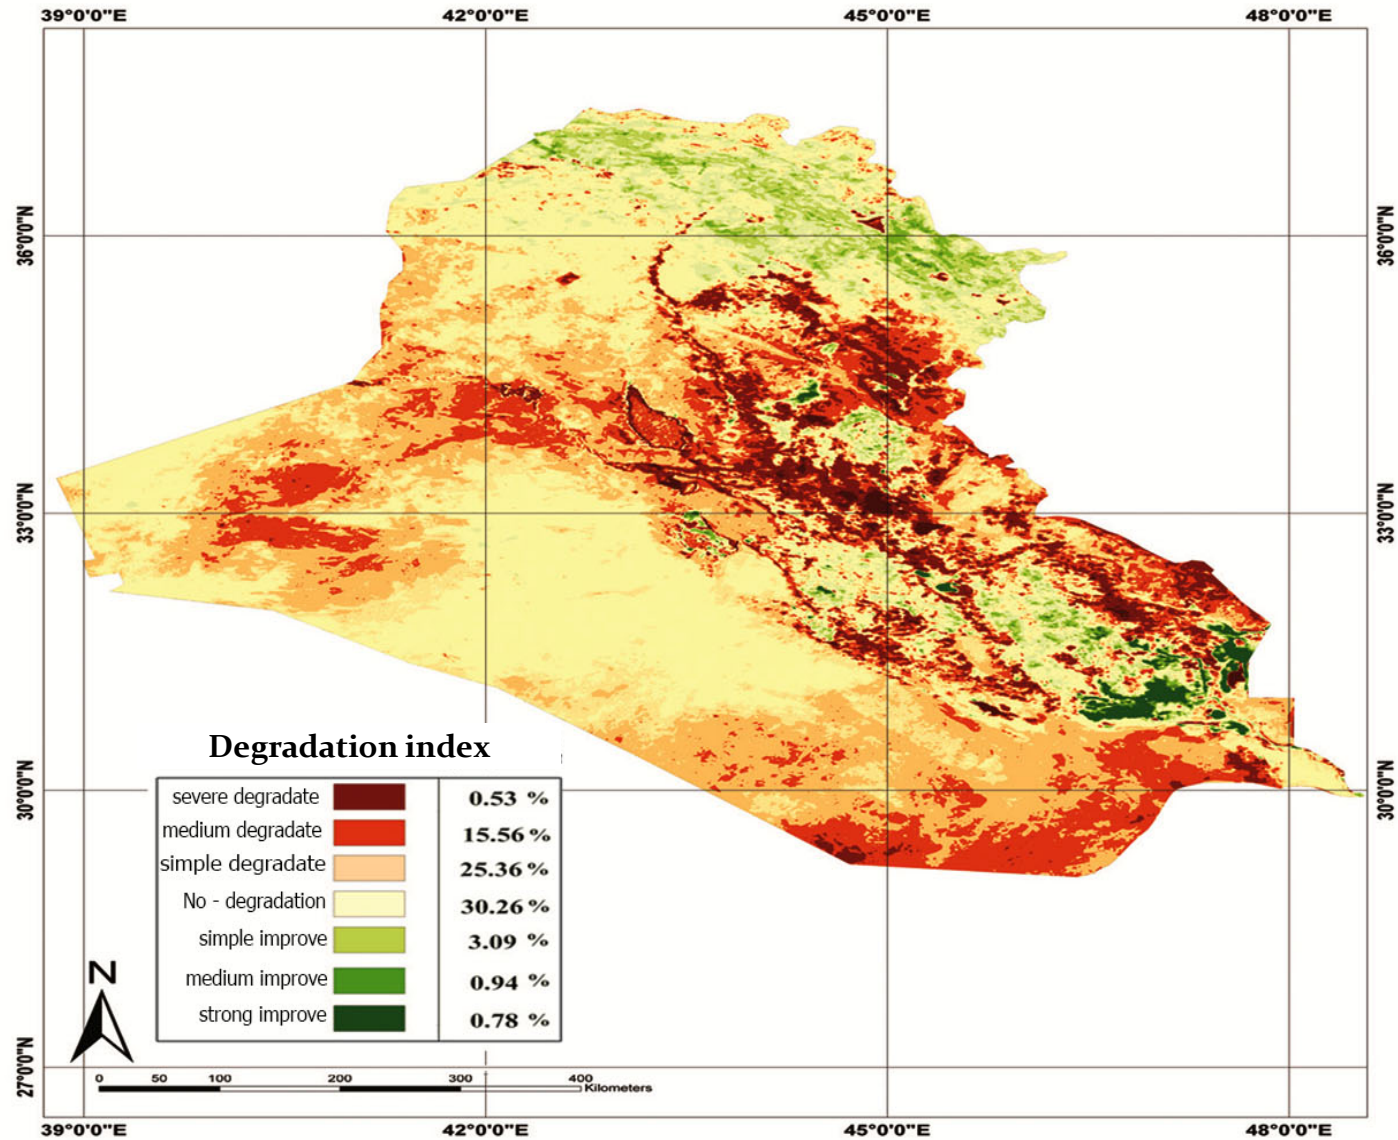 39°0'0"E 42°0'0"E 45°0'0"E 48°0'0"E
36°0'0"N 36°0'0"N
33°0'0"N 33°0'0"N
30°0'0"N 30°0'0"N
27°0'0"N
Degradation index
severe degradate 0.53 %
medium degradate 15.56 %
simple degradate 25.36 %
No - degradation 30.26 %
simple improve 3.09 %
medium improve 0.94 %
strong improve 0.78 %
N
0 50 100 200 300 400
Kilometers
39°0'0"E 42°0'0"E 45°0'0"E 48°0'0"E